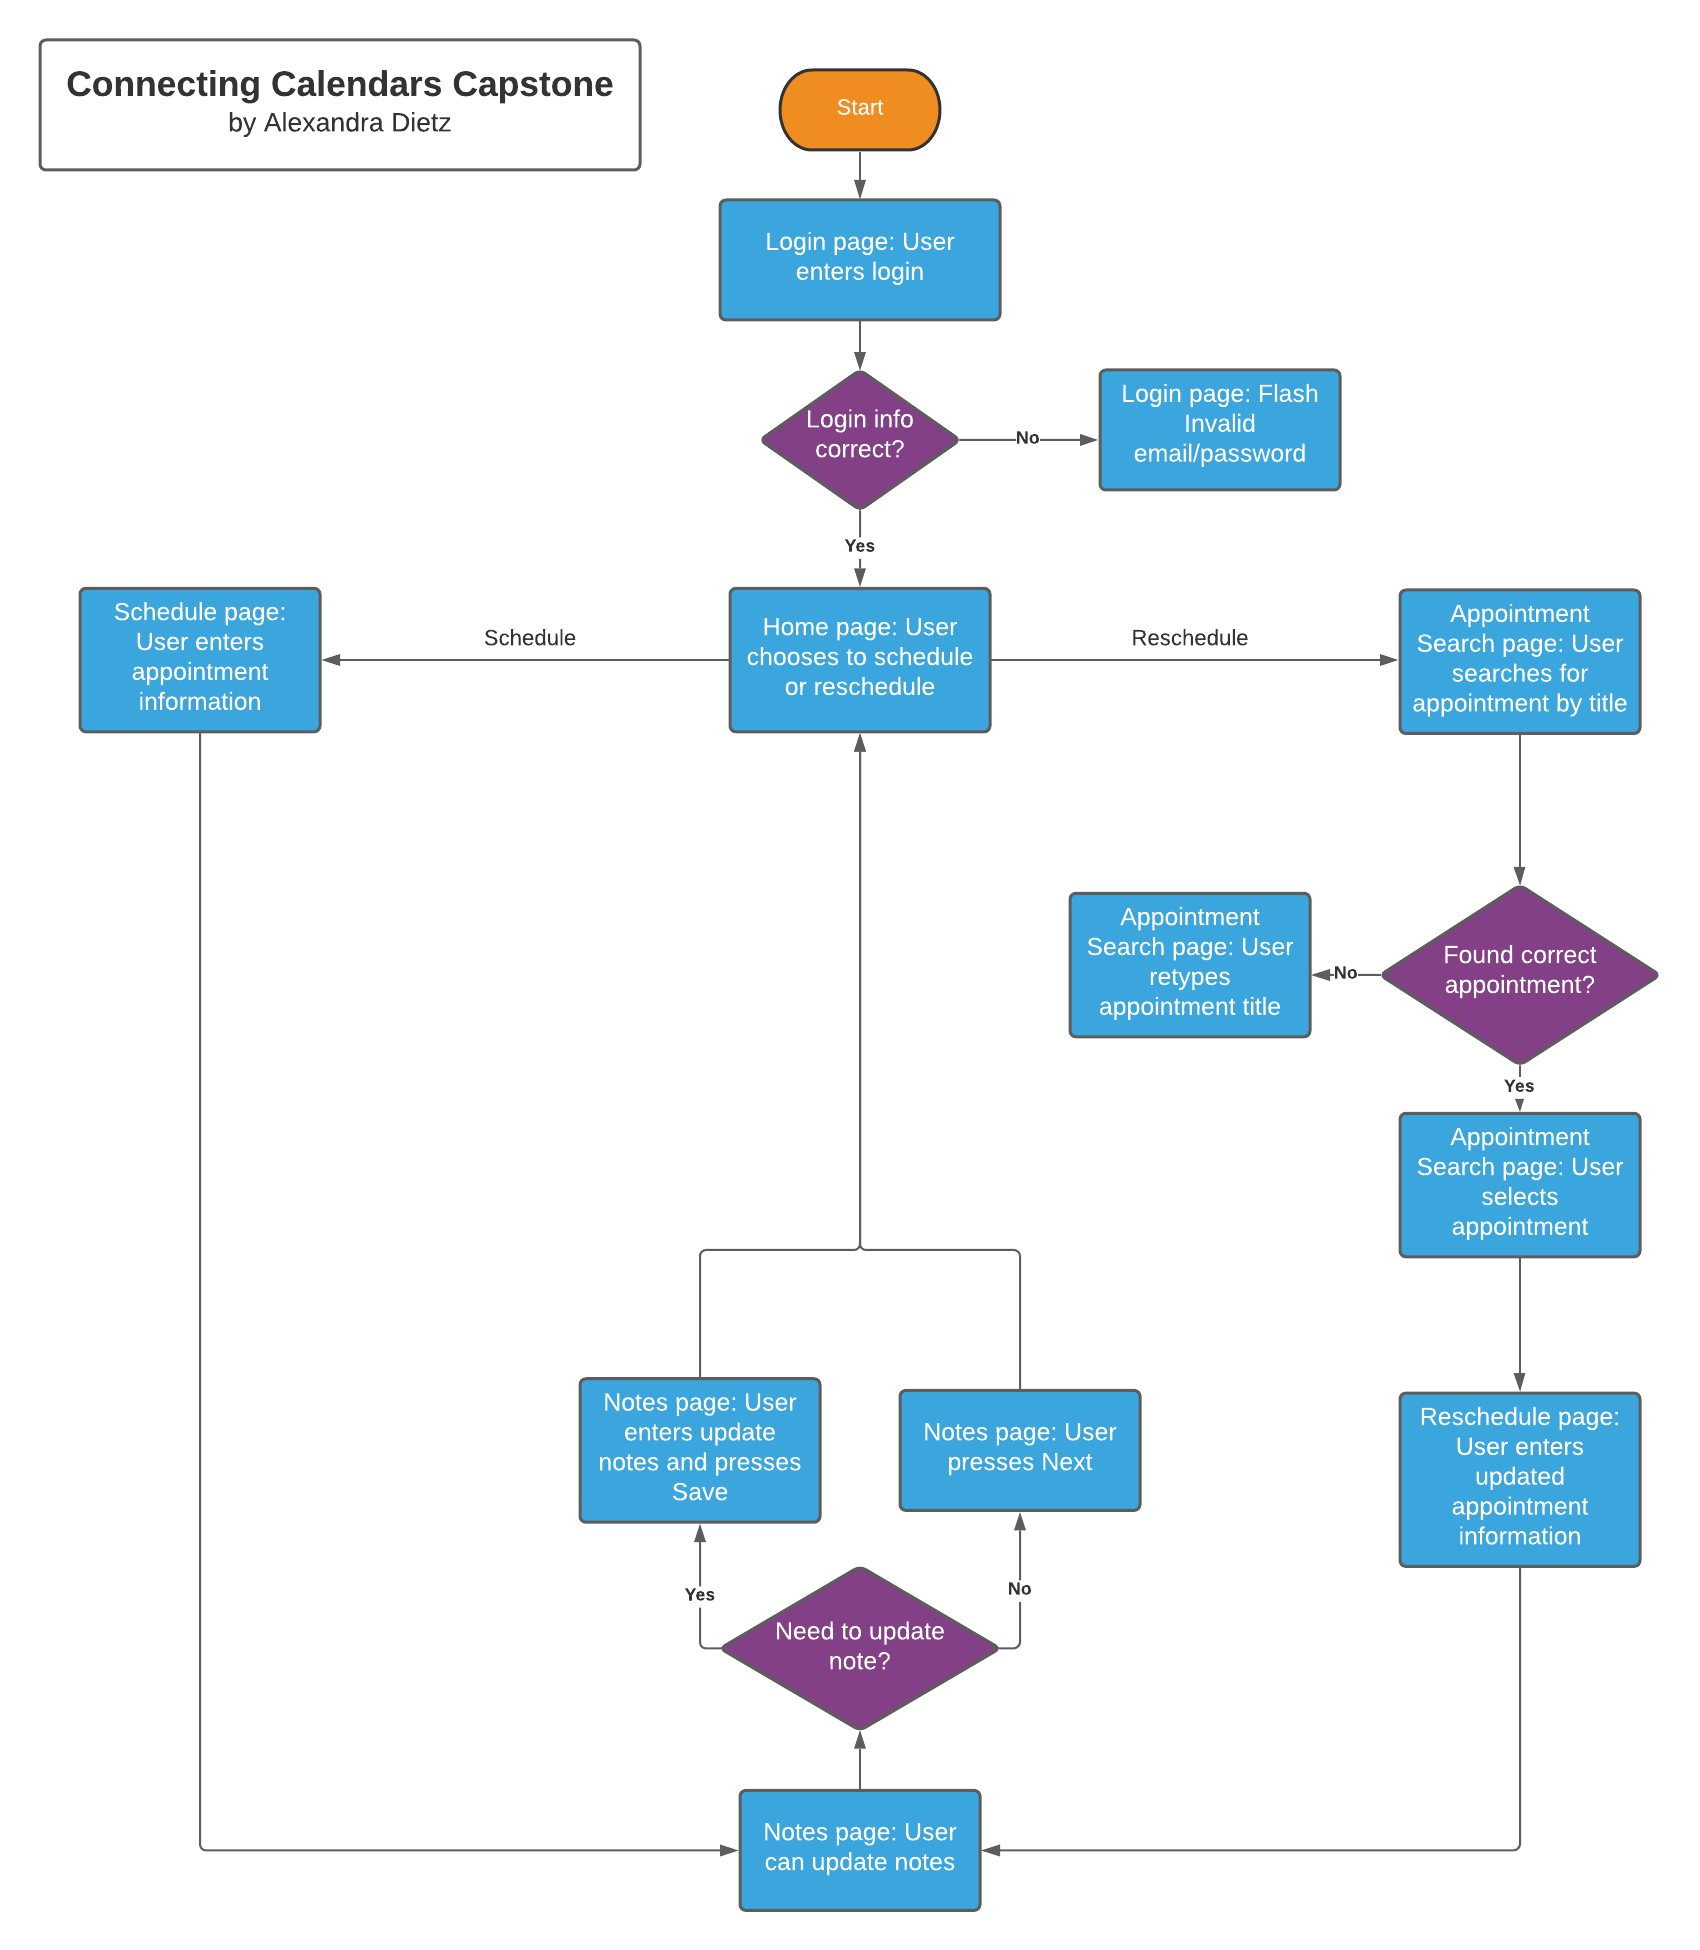 Connecting Calendars Capstone
by Alexandra Dietz
Start
Login page: User
enters login
Login info
correct?
No
Login page: Flash
Invalid
email/password
Yes
Schedule page:
User enters
appointment
information
Schedule
Home page: User
chooses to schedule
or reschedule
Reschedule
Appointment
Search page: User
searches for
appointment by title
Found correct
appointment?
No
Appointment
Search page: User
retypes
appointment title
Yes
Appointment
Search page: User
selects
appointment
Reschedule page:
User enters
updated
appointment
information
Notes page: User
enters update
notes and presses
Save
Notes page: User
presses Next
Yes
No
Need to update
note?
Notes page: User
can update notes